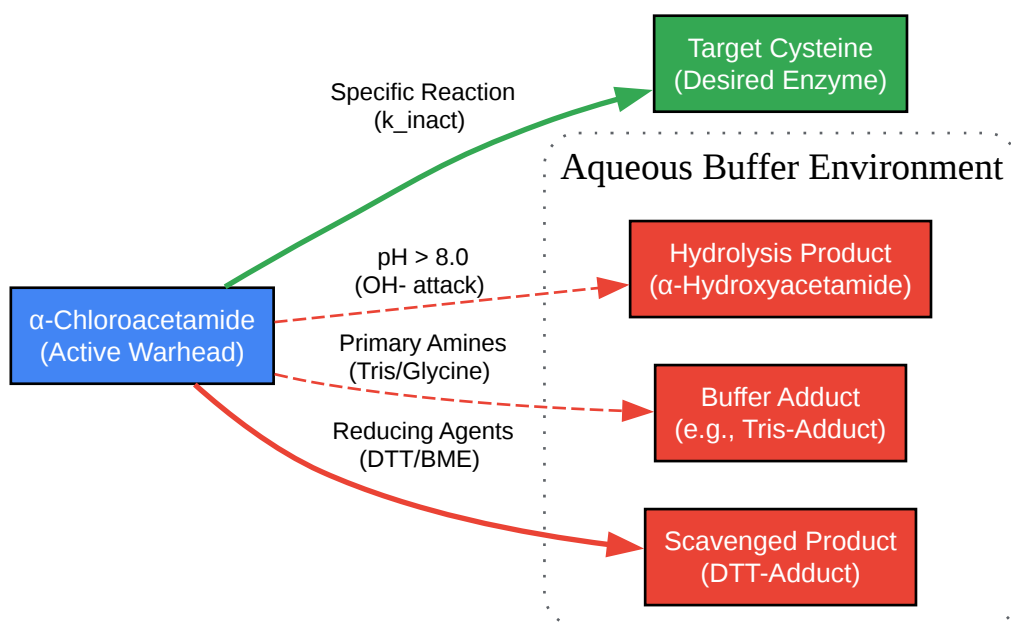 Target Cysteine
(Desired Enzyme)
Specific Reaction
(k_inact)
Aqueous Buffer Environment
pH > 8.0
(OH- attack)
Hydrolysis Product
(α-Hydroxyacetamide)
α-Chloroacetamide
(Active Warhead)
Primary Amines
(Tris/Glycine)
Buffer Adduct
(e.g., Tris-Adduct)
Reducing Agents
(DTT/BME)
Scavenged Product
(DTT-Adduct)